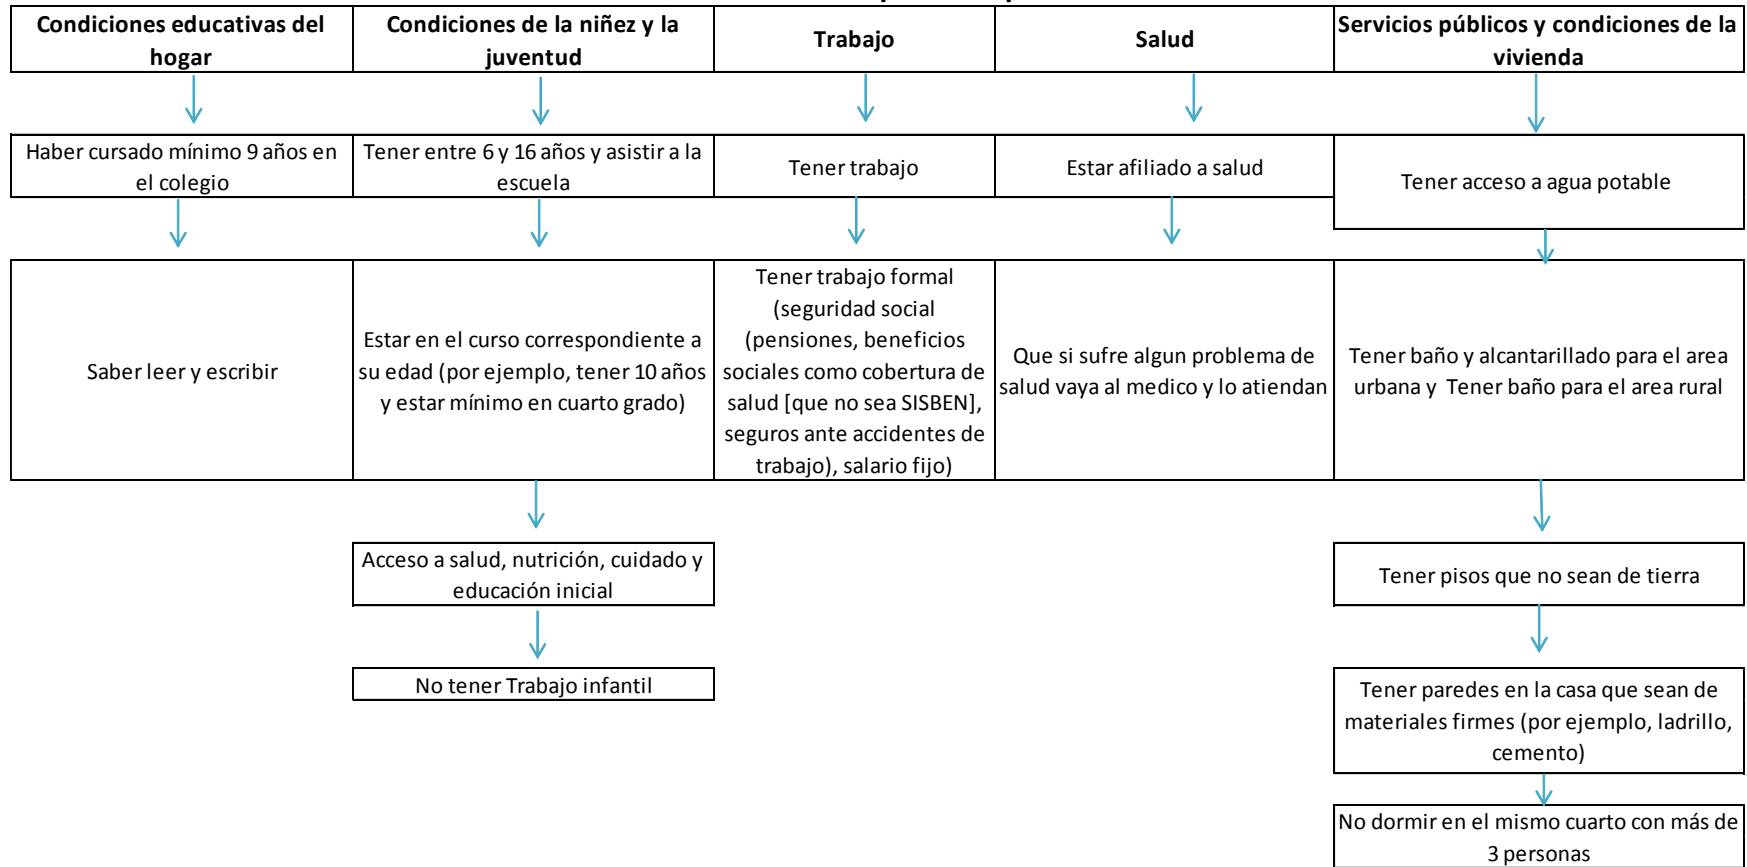 Condiciones educativas del
hogar
Condiciones de la niñez y la
juventud
Trabajo
Salud
Servicios públicos y condiciones de la
vivienda
Haber cursado mínimo 9 años en
el colegio
Tener entre 6 y 16 años y asistir a la
escuela
Tener trabajo
Estar afiliado a salud
Tener acceso a agua potable
Saber leer y escribir
Estar en el curso correspondiente a
su edad (por ejemplo, tener 10 años
y estar mínimo en cuarto grado)
Tener trabajo formal
(seguridad social
(pensiones, beneficios
sociales como cobertura de
salud [que no sea SISBEN],
seguros ante accidentes de
trabajo), salario fijo)
Que si sufre algun problema de
salud vaya al medico y lo atiendan
Tener baño y alcantarillado para el area
urbana y Tener baño para el area rural
Acceso a salud, nutrición, cuidado y
educación inicial
Tener pisos que no sean de tierra
No tener Trabajo infantil
Tener paredes en la casa que sean de
materiales firmes (por ejemplo, ladrillo,
cemento)
No dormir en el mismo cuarto con más de
3 personas